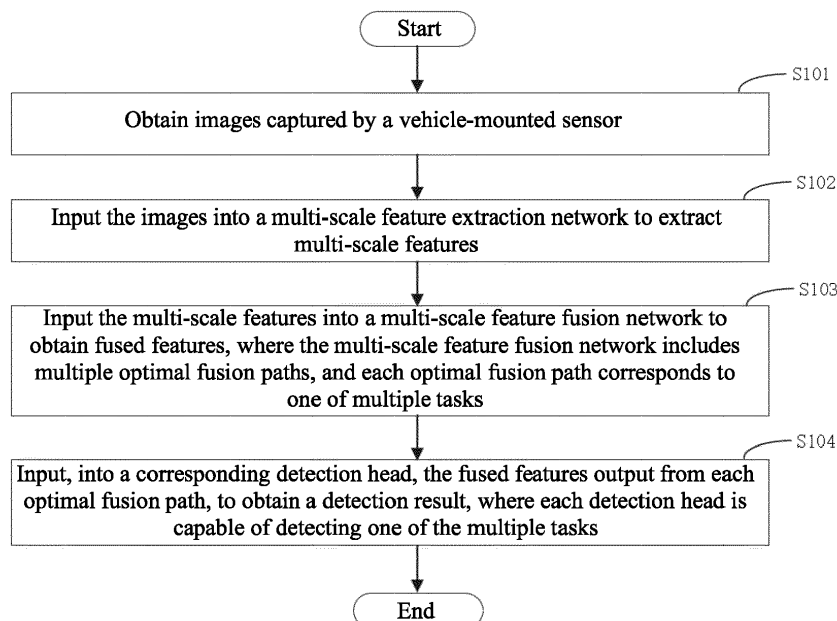 Start
S101
Obtain images captured by a vehicle-mounted sensor
S102
Input the images into a multi-scale feature extraction network to extract
multi-scale features
S103
Input the multi-scale features into a multi-scale feature fusion network to
obtain fused features, where the multi-scale feature fusion network includes
multiple optimal fusion paths, and each optimal fusion path corresponds to
one of multiple tasks
S104
Input, into a corresponding detection head, the fused features output from each
optimal fusion path, to obtain a detection result, where each detection head is
capable of detecting one of the multiple tasks
End